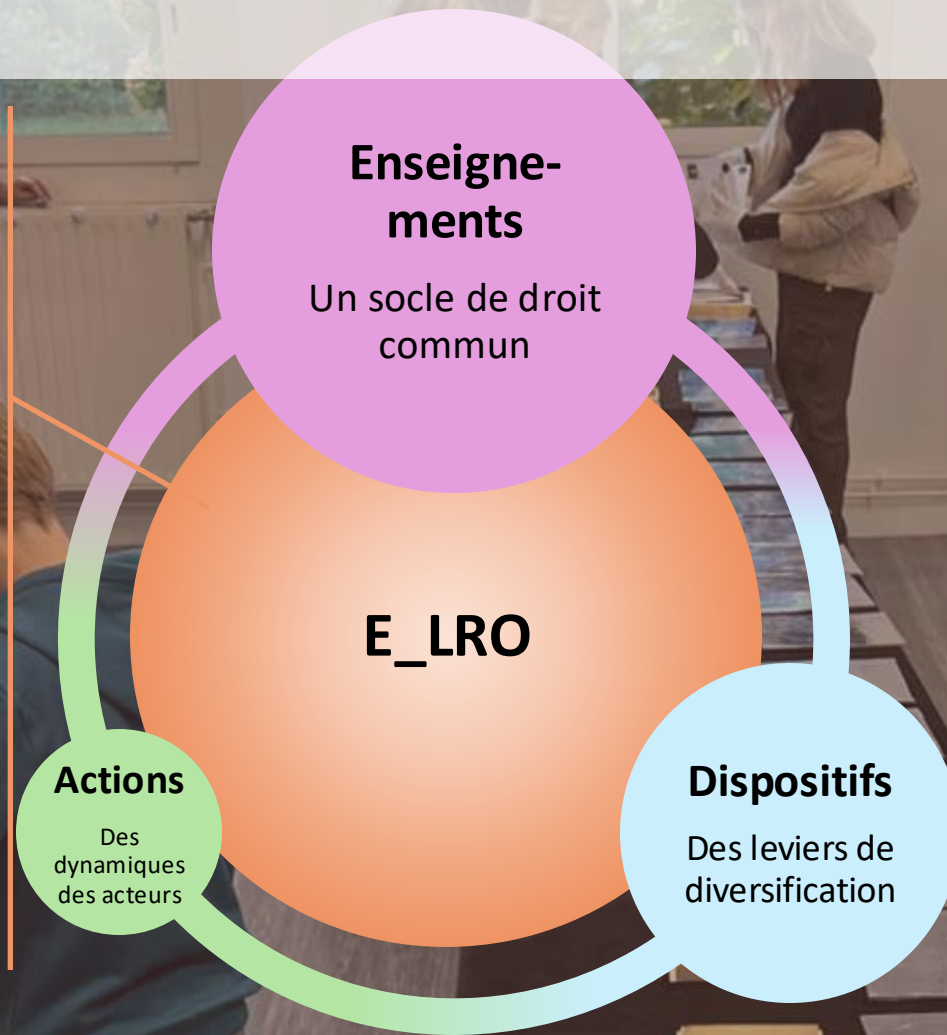 Enseigne-
ments
Un socle de droit
commun
E_LRO
Actions
Des
dynamiques
des acteurs
Dispositifs
Des leviers de
diversification